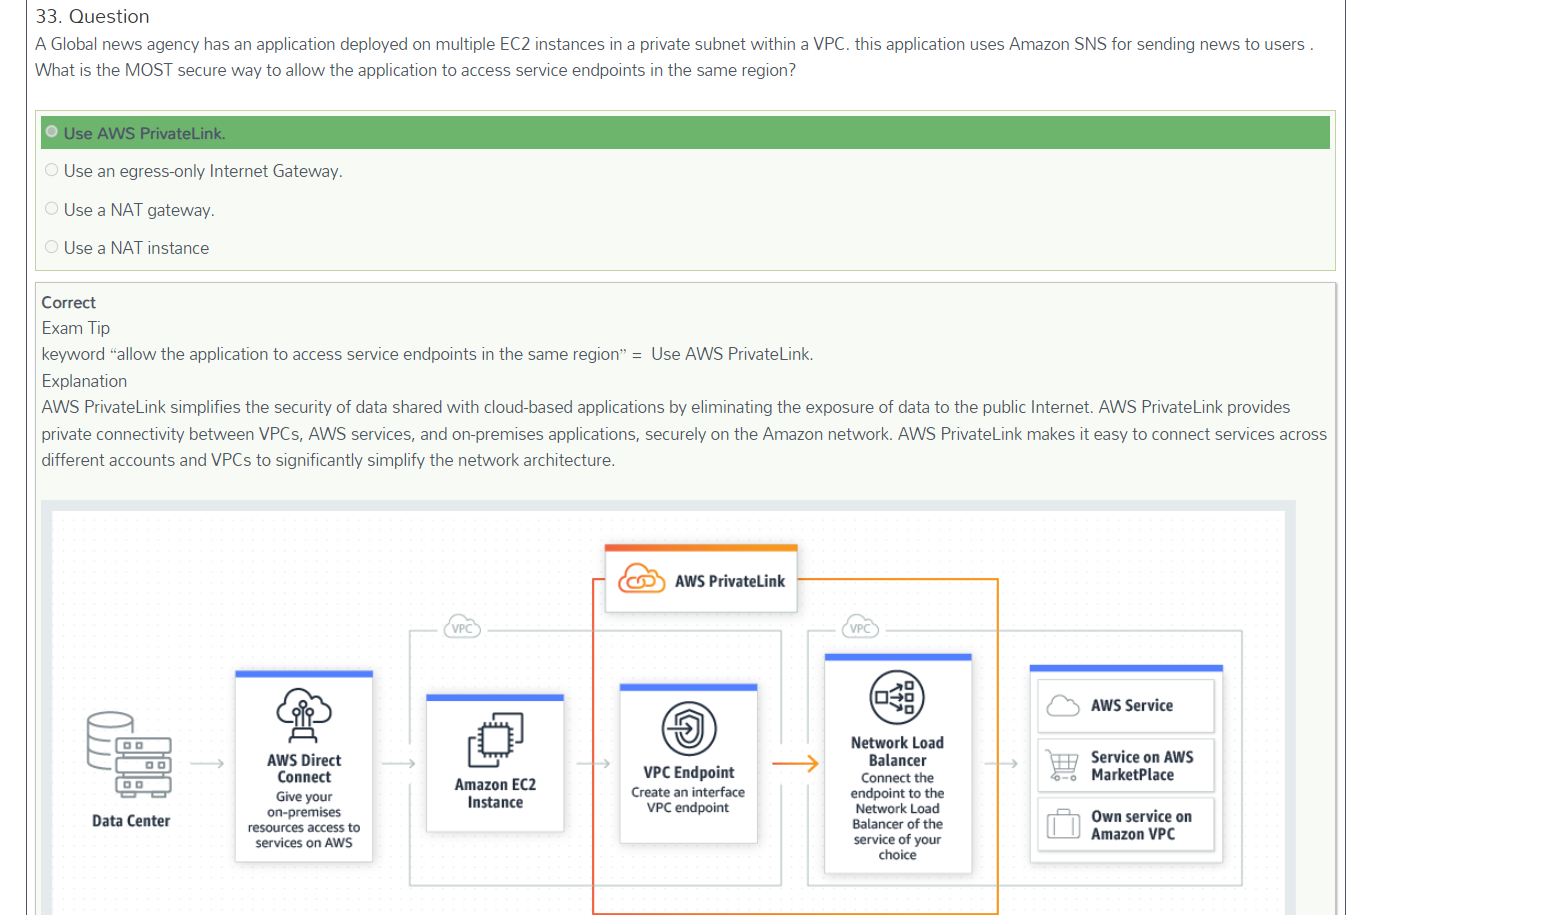 33. Question
A Global news agency has an application deployed on multiple EC2 instances in a private subnet within a VPC. this application uses Amazon SNS for sending news to users .
What is the MOST secure way to allow the application to access service endpoints in the same region?
Use AWS PrivateLink.
Use an egress-only Internet Gateway.
Use a NAT gateway.
Use a NAT instance
Correct
Exam Tip
keyword “allow the application to access service endpoints in the same region” = Use AWS PrivateLink.
Explanation
AWS PrivateLink simplifies the security of data shared with cloud-based applications by eliminating the exposure of data to the public Internet. AWS PrivateLink provides
private connectivity between VPCs, AWS services, and on-premises applications, securely on the Amazon network. AWS PrivateLink makes it easy to connect services across
different accounts and VPCs to significantly simplify the network architecture.
AWS PrivateLink
VPC
VPC
Data Center
AWS Direct
Connect
Give your
on-premises
resources access to
services on AWS
Amazon EC2
Instance
VPC Endpoint
Create an interface
VPC endpoint
Network Load
Balancer
Connect the
endpoint to the
Network Load
Balancer of the
service of your
choice
AWS Service
Service on AWS
MarketPlace
Own service on
Amazon VPC